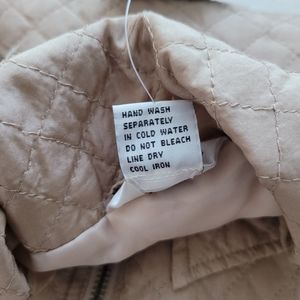 HAND WASH
SEPARATELY
IN COLD WATER
DO NOT BLEACH
LINE DRY
COOL IRON